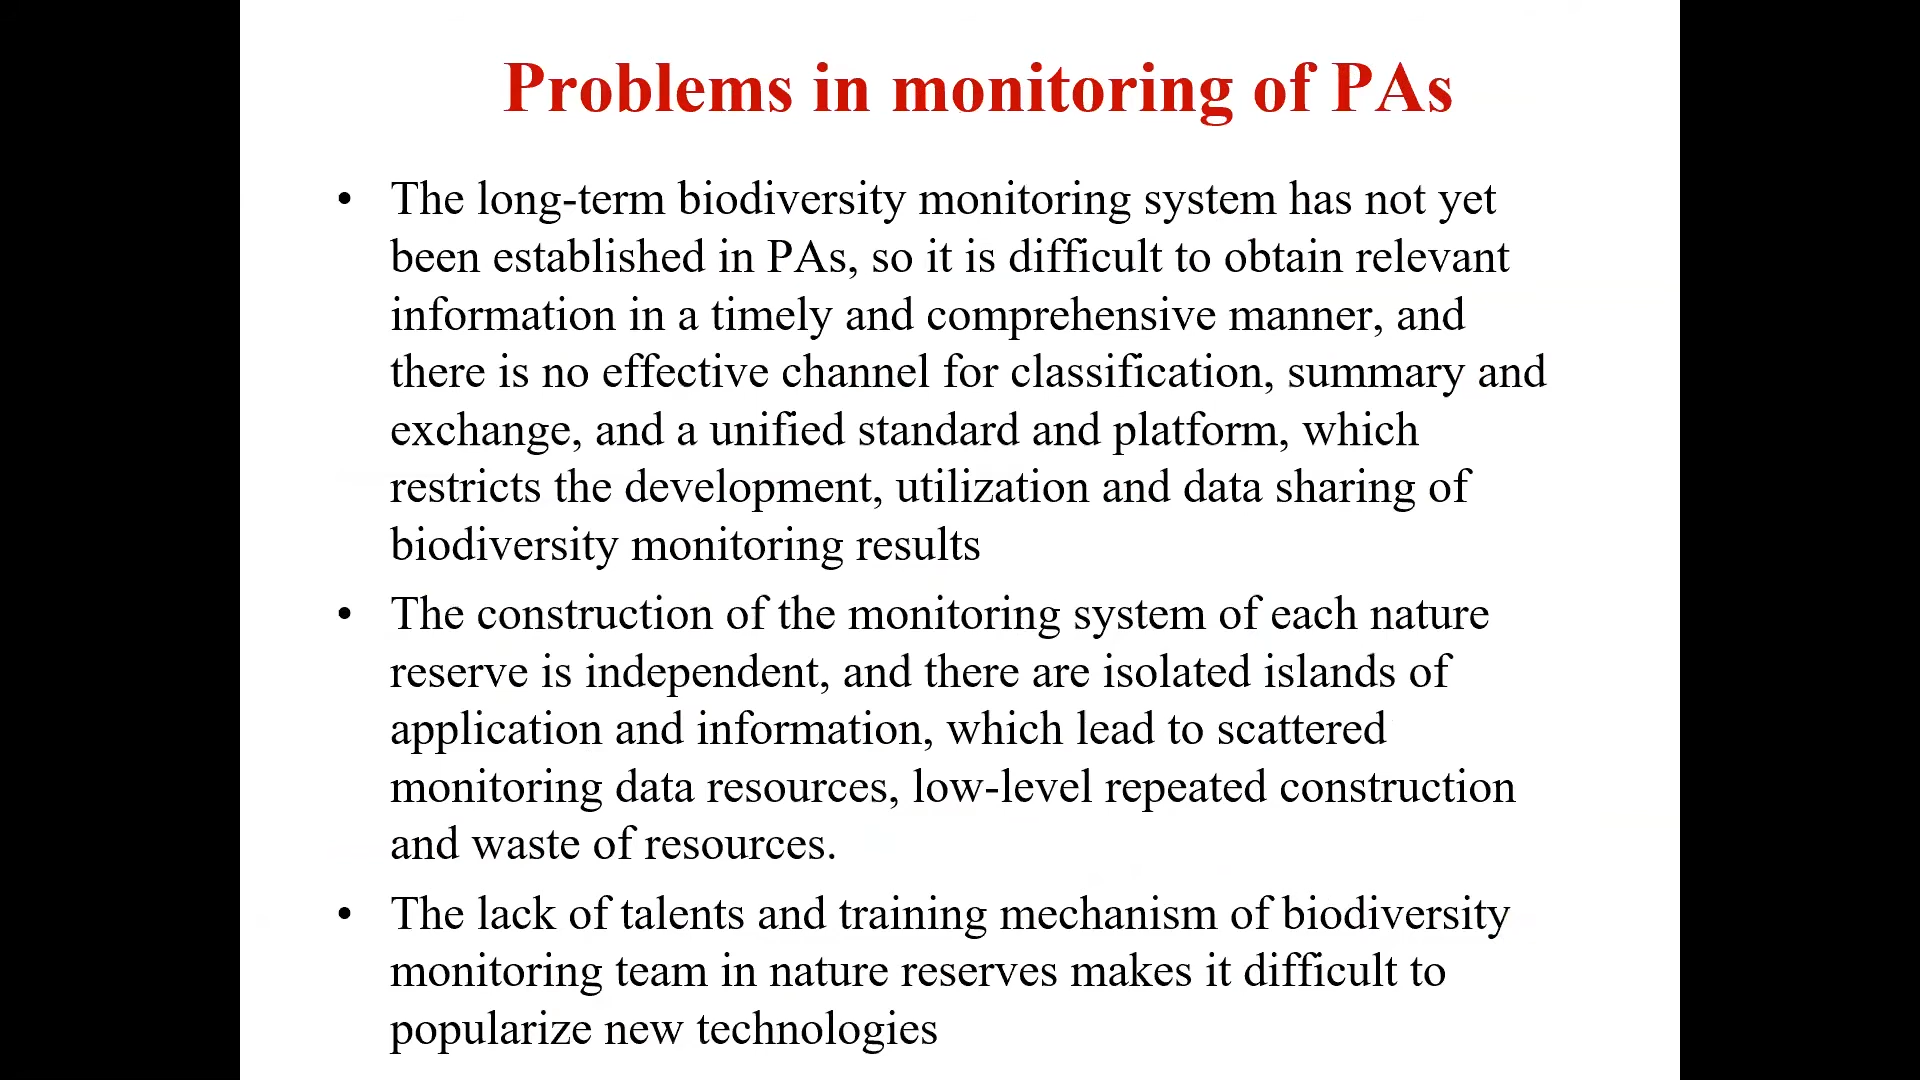 Problems in monitoring of PAs
• The long-term biodiversity monitoring system has not yet
been established in PAs, so it is difficult to obtain relevant
information in a timely and comprehensive manner, and
there is no effective channel for classification, summary and
exchange, and a unified standard and platform, which
restricts the development, utilization and data sharing of
biodiversity monitoring results
• The construction of the monitoring system of each nature
reserve is independent, and there are isolated islands of
application and information, which lead to scattered
monitoring data resources, low-level repeated construction
and waste of resources.
• The lack of talents and training mechanism of biodiversity
monitoring team in nature reserves makes it difficult to
popularize new technologies